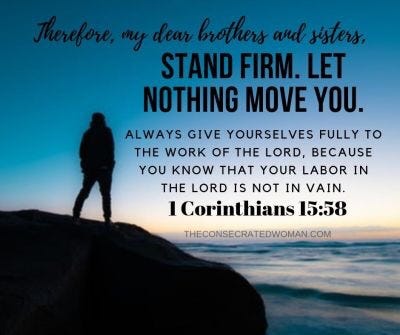 Therefore, my dear brothers and sisters,
STAND FIRM. LET
NOTHING MOVE YOU.
ALWAYS GIVE YOURSELVES FULLY TO
THE WORK OF THE LORD, BECAUSE
YOU KNOW THAT YOUR LABOR IN
THE LORD IS NOT IN VAIN.
1 Corinthians 15:58
THECONSECRATEDWOMAN.COM